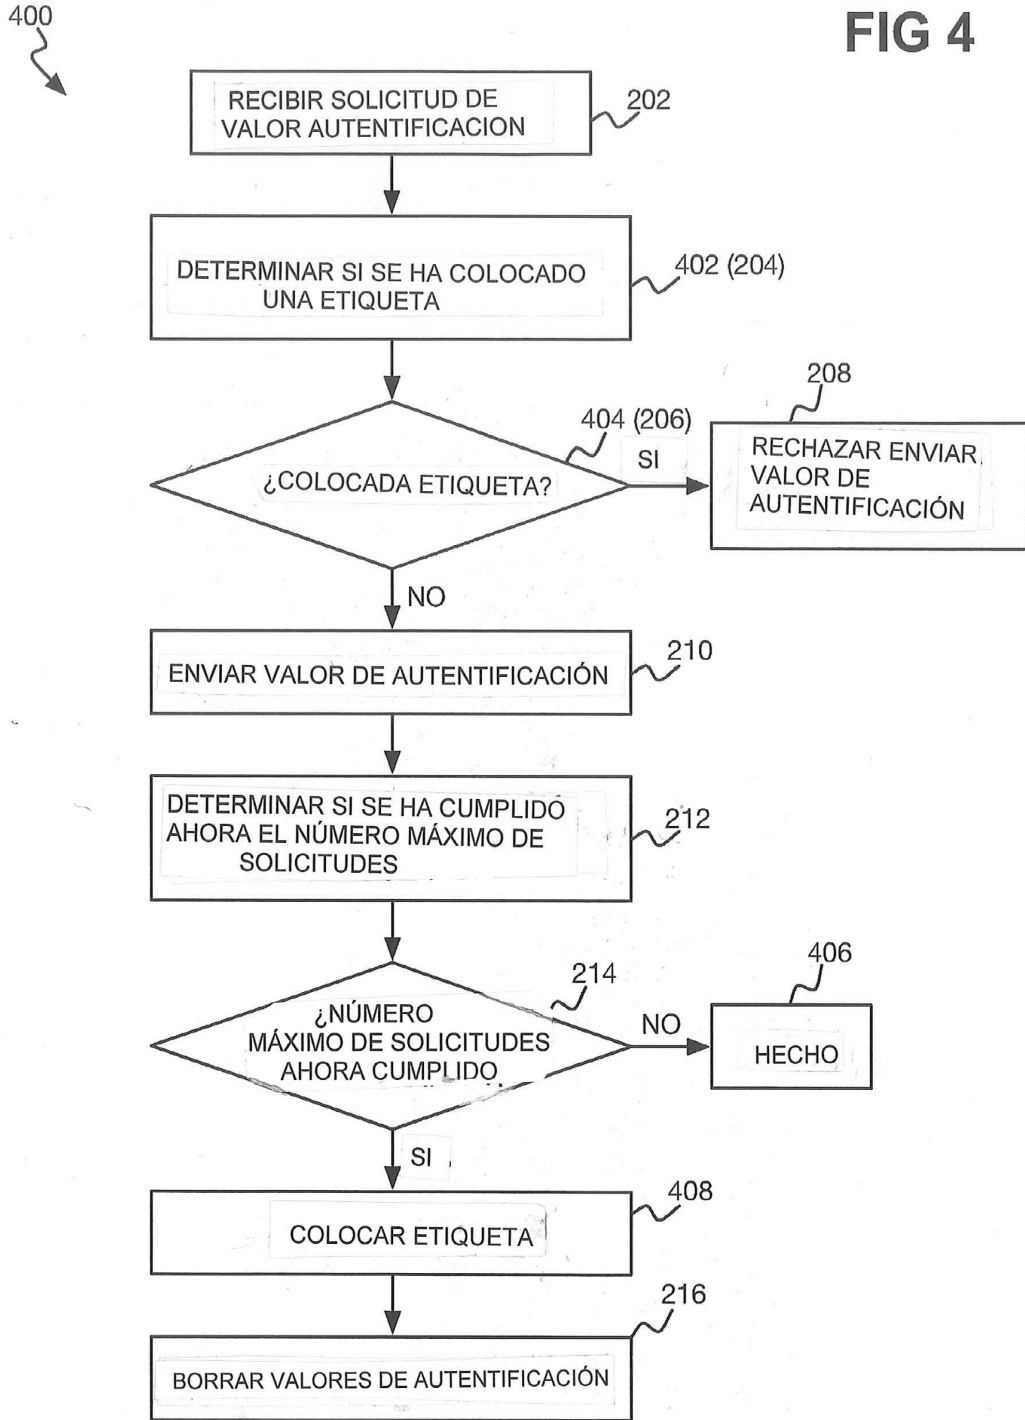 400
FIG 4
RECIBIR SOLICITUD DE
VALOR AUTENTIFICACION
202
DETERMINAR SI SE HA COLOCADO
UNA ETIQUETA
402 (204)
¿COLOCADA ETIQUETA?
404 (206)
SI
208
RECHAZAR ENVIAR
VALOR DE
AUTENTIFICACIÓN
NO
ENVIAR VALOR DE AUTENTIFICACIÓN
210
DETERMINAR SI SE HA CUMPLIDO
AHORA EL NÚMERO MÁXIMO DE
SOLICITUDES
212
¿NÚMERO
MÁXIMO DE SOLICITUDES
AHORA CUMPLIDO
214
NO
406
HECHO
SI
COLOCAR ETIQUETA
408
BORRAR VALORES DE AUTENTIFICACIÓN
216